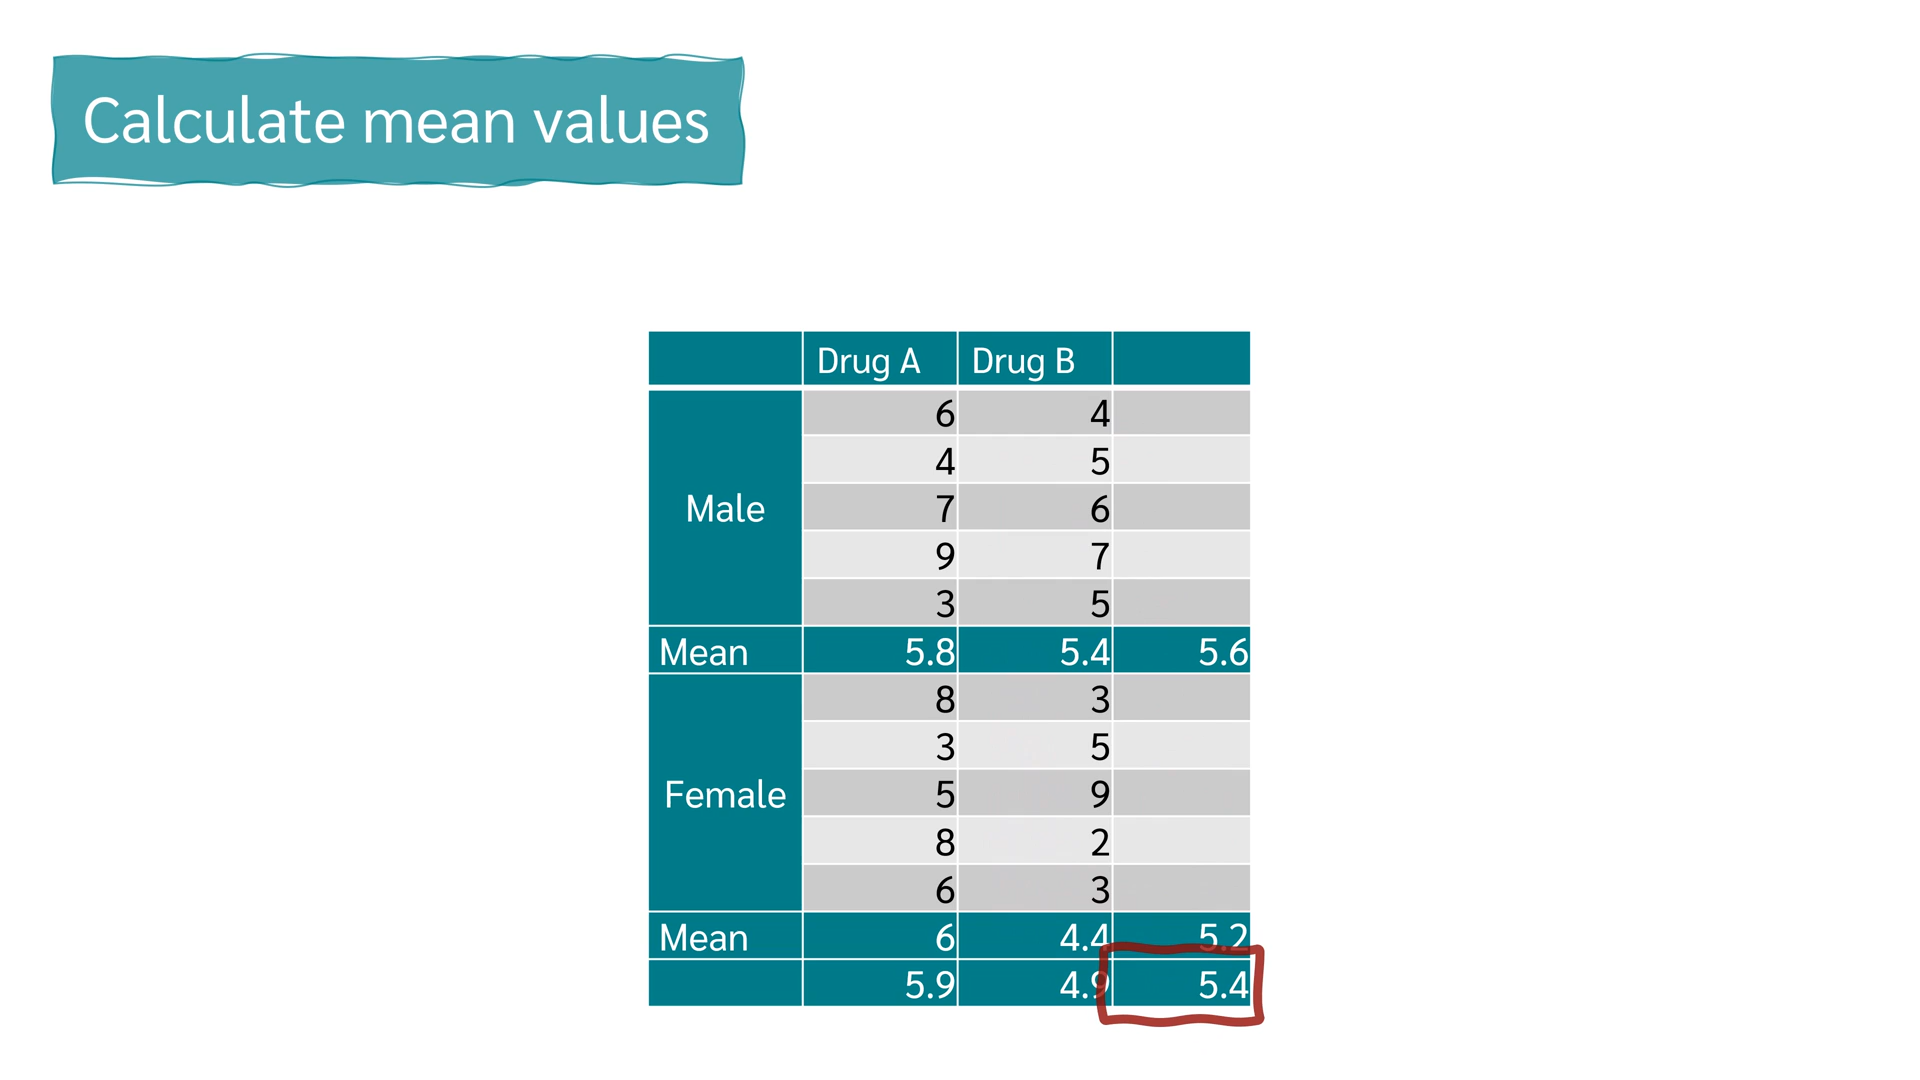 Calculate mean values
Drug A Drug B
6 4
4 5
Male 7 6
9 7
3 5
Mean 5.8 5.4 5.6
8 3
3 5
Female 5 9
8 2
6 3
Mean 6 4.4 5.2
5.9 4.9 5.4